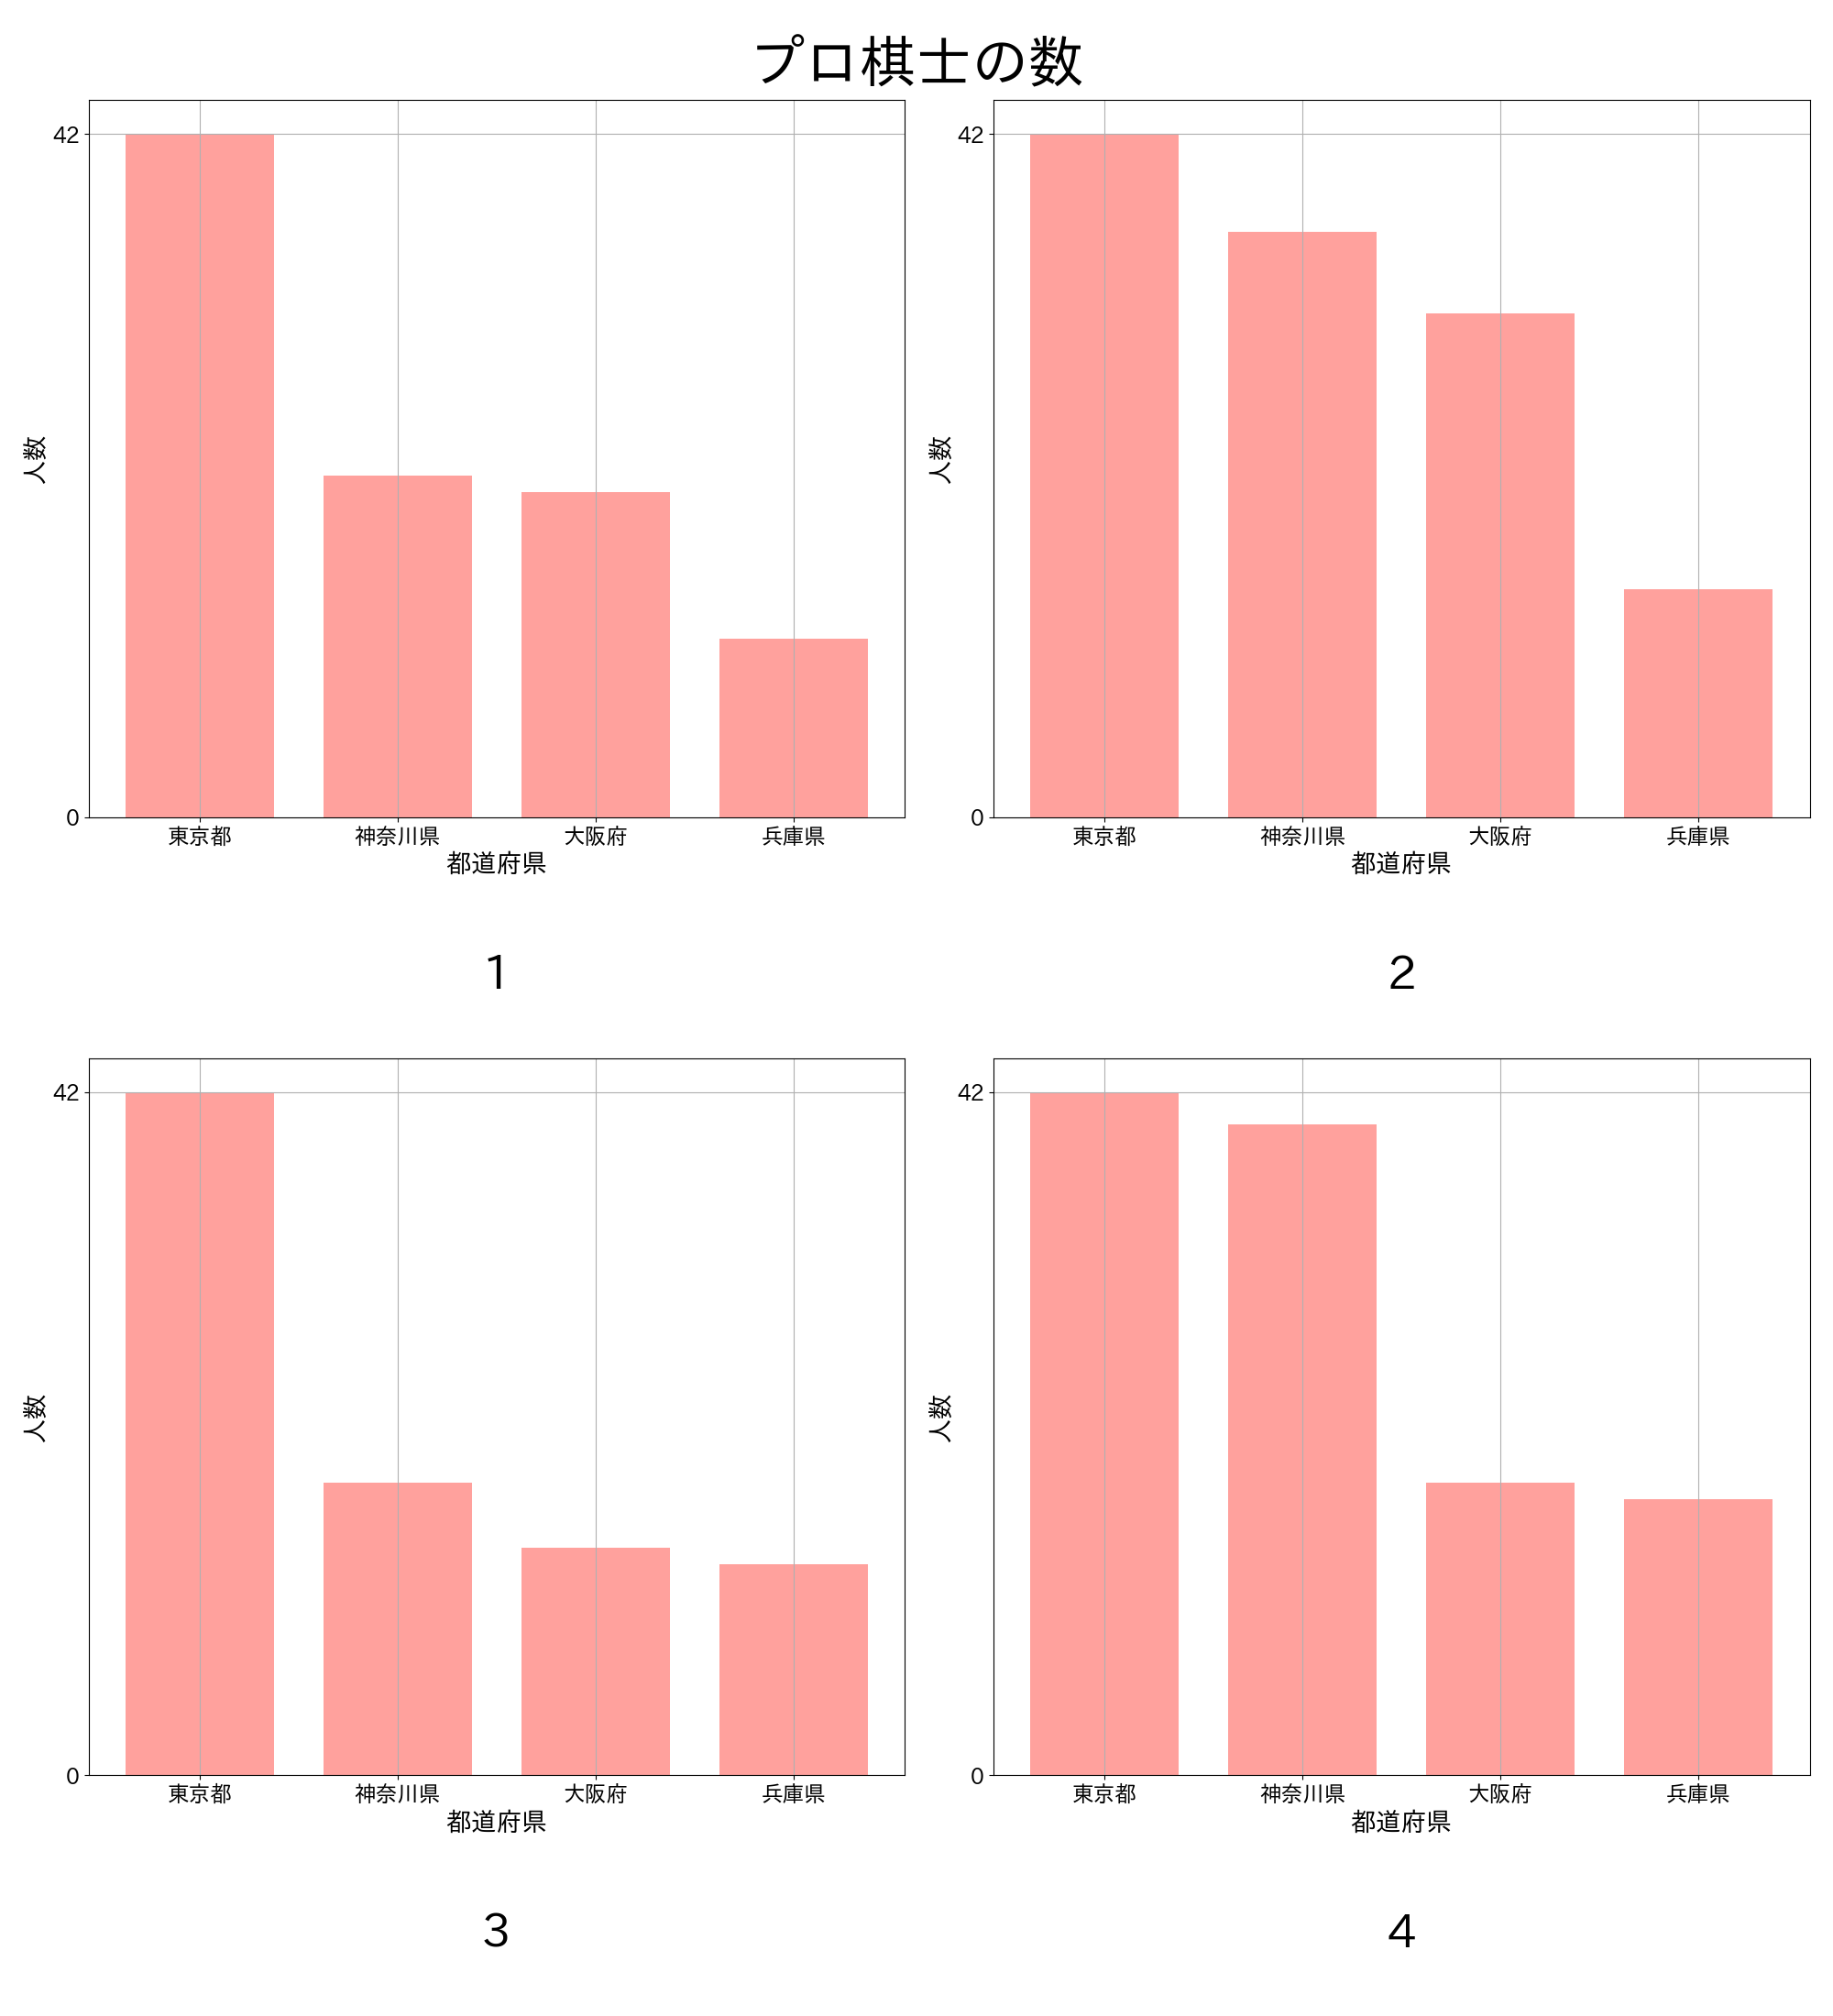 プロ棋士の数
42
0
人数
東京都 神奈川県 大阪府 兵庫県
都道府県
1
42
0
人数
東京都 神奈川県 大阪府 兵庫県
都道府県
2
42
0
人数
東京都 神奈川県 大阪府 兵庫県
都道府県
3
42
0
人数
東京都 神奈川県 大阪府 兵庫県
都道府県
4